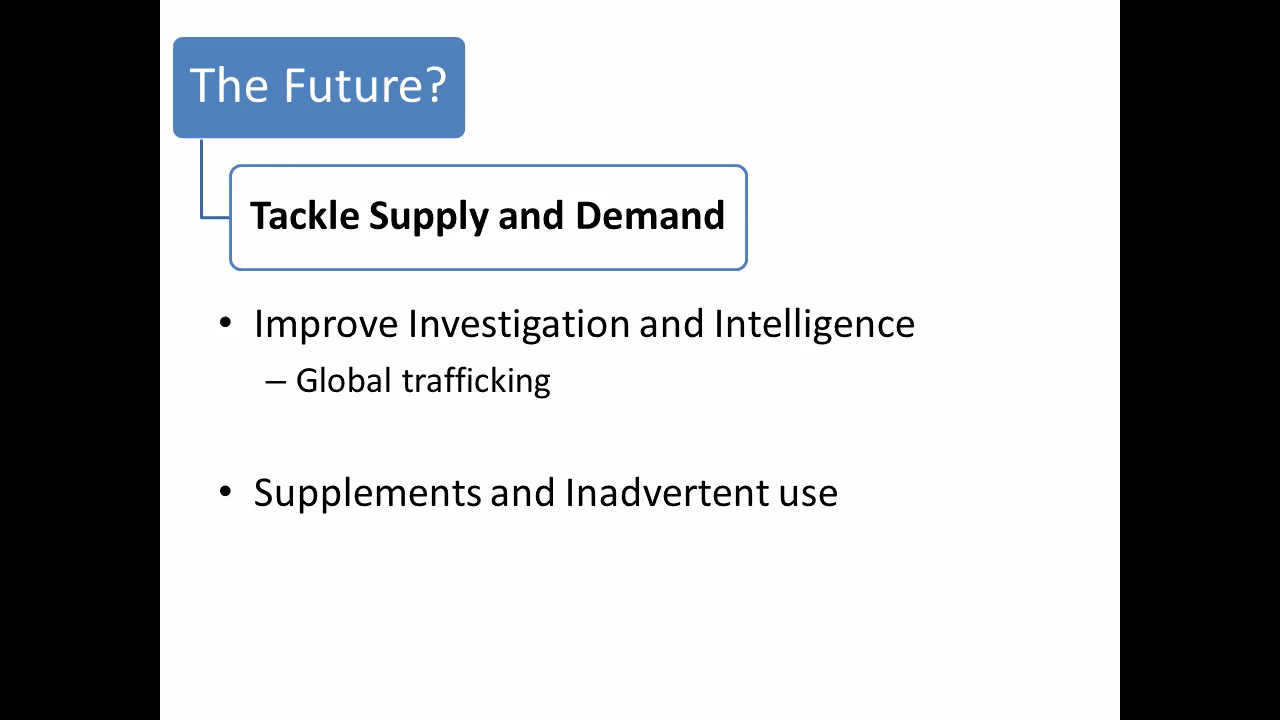 The Future?
Tackle Supply and Demand
• Improve Investigation and Intelligence
– Global trafficking
• Supplements and Inadvertent use